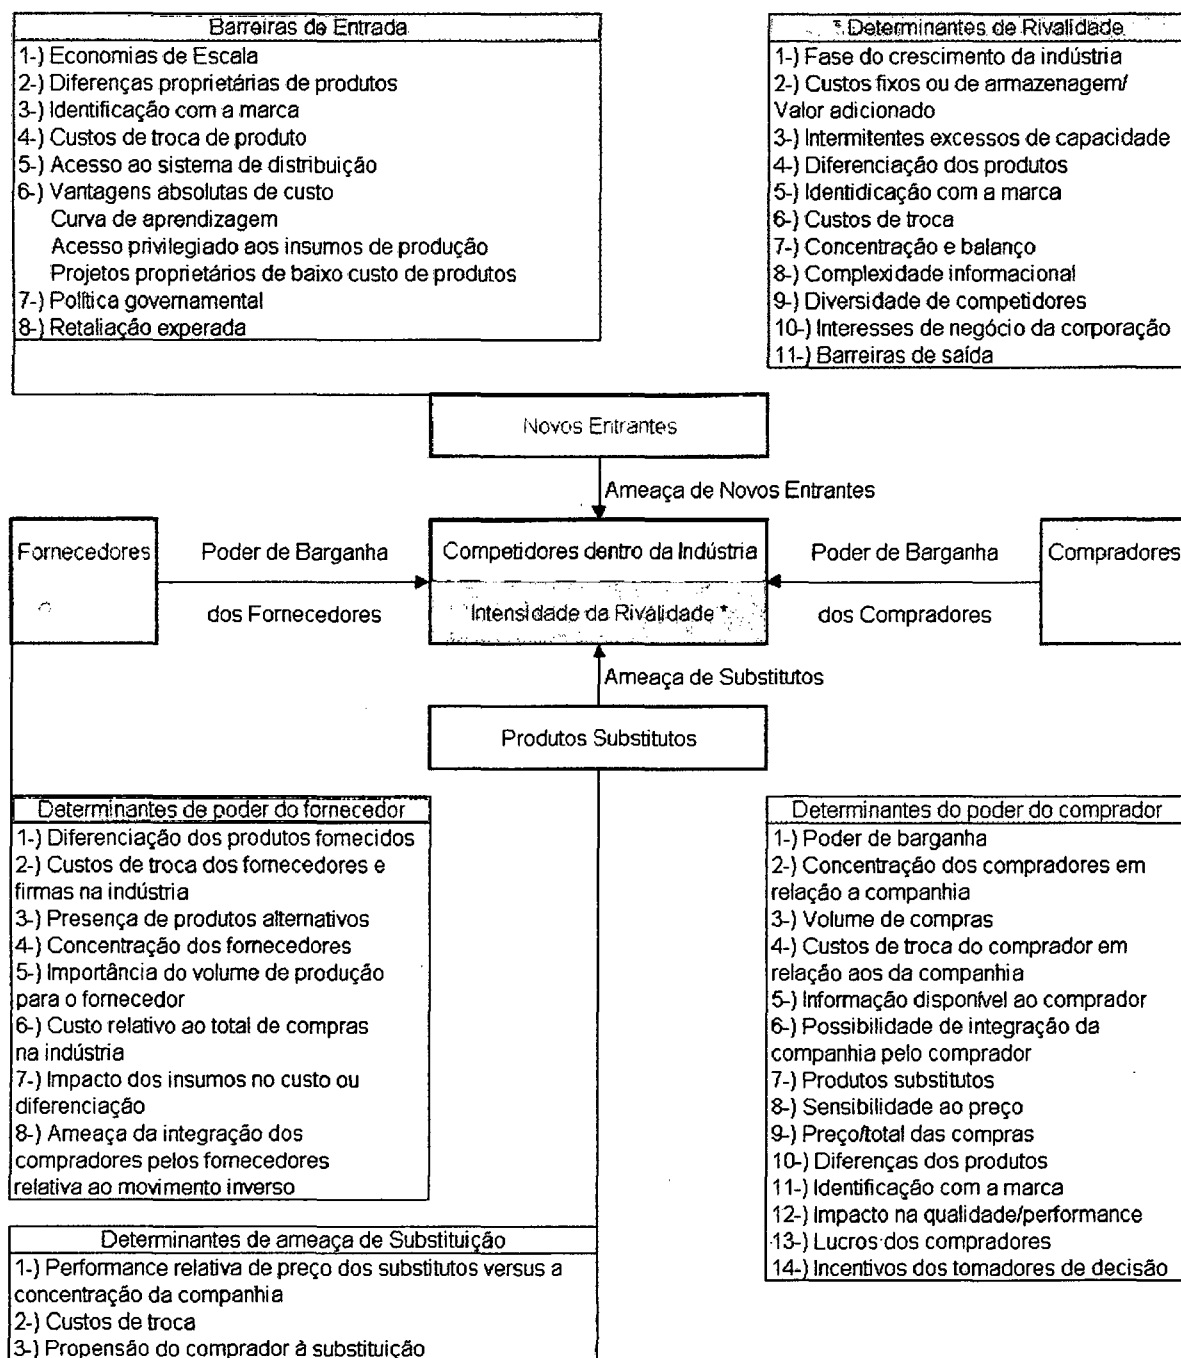 Barreiras de Entrada
1-) Economias de Escala
2-) Diferenças proprietárias de produtos
3-) Identificação com a marca
4-) Custos de troca de produto
5-) Acesso ao sistema de distribuição
6-) Vantagens absolutas de custo
Curva de aprendizagem
Acesso privilegiado aos insumos de produção
Projetos proprietários de baixo custo de produtos
7-) Política governamental
8-) Retaliação experada
* Determinantes de Rivalidade
1-) Fase do crescimento da indústria
2-) Custos fixos ou de armazenagem/
Valor adicionado
3-) Intermitentes excessos de capacidade
4-) Diferenciação dos produtos
5-) Identidicação com a marca
6-) Custos de troca
7-) Concentração e balanço
8-) Complexidade informacional
9-) Diversidade de competidores
10-) Interesses de negócio da corporação
11-) Barreiras de saída
Novos Entrantes
Ameaça de Novos Entrantes
Fornecedores
Poder de Barganha
dos Fornecedores
Competidores dentro da Indústria
Intensidade da Rivalidade *
Poder de Barganha
dos Compradores
Compradores
Ameaça de Substitutos
Produtos Substitutos
Determinantes de poder do fornecedor
1-) Diferenciação dos produtos fornecidos
2-) Custos de troca dos fornecedores e
firmas na indústria
3-) Presença de produtos alternativos
4-) Concentração dos fornecedores
5-) Importância do volume de produção
para o fornecedor
6-) Custo relativo ao total de compras
na indústria
7-) Impacto dos insumos no custo ou
diferenciação
8-) Ameaça da integração dos
compradores pelos fornecedores
relativa ao movimento inverso
Determinantes do poder do comprador
1-) Poder de barganha
2-) Concentração dos compradores em
relação a companhia
3-) Volume de compras
4-) Custos de troca do comprador em
relação aos da companhia
5-) Informação disponível ao comprador
6-) Possibilidade de integração da
companhia pelo comprador
7-) Produtos substitutos
8-) Sensibilidade ao preço
9-) Preço/total das compras
10-) Diferenças dos produtos
11-) Identificação com a marca
12-) Impacto na qualidade/performance
13-) Lucros dos compradores
14-) Incentivos dos tomadores de decisão
Determinantes de ameaça de Substituição
1-) Performance relativa de preço dos substitutos versus a
concentração da companhia
2-) Custos de troca
3-) Propensão do comprador à substituição